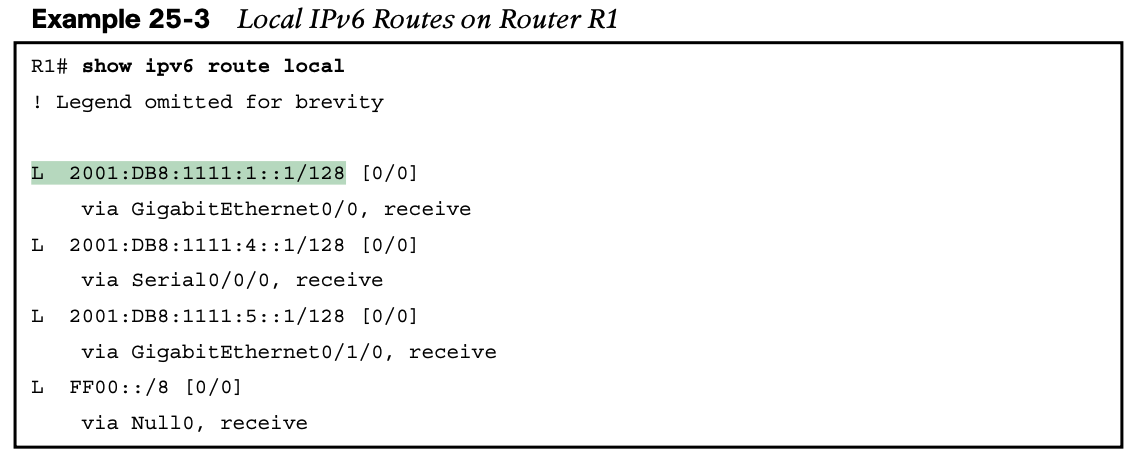 Example 25-3 Local IPv6 Routes on Router R1
R1# show ipv6 route local
! Legend omitted for brevity
L 2001:DB8:1111:1::1/128 [0/0]
via GigabitEthernet0/0, receive
L 2001:DB8:1111:4::1/128 [0/0]
via Serial0/0/0, receive
L 2001:DB8:1111:5::1/128 [0/0]
via GigabitEthernet0/1/0, receive
L FF00::/8 [0/0]
via Null0, receive